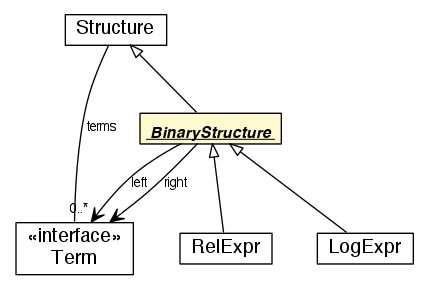 Structure
terms
BinaryStructure
left
right
0..*
«interface»
Term
RelExpr
LogExpr